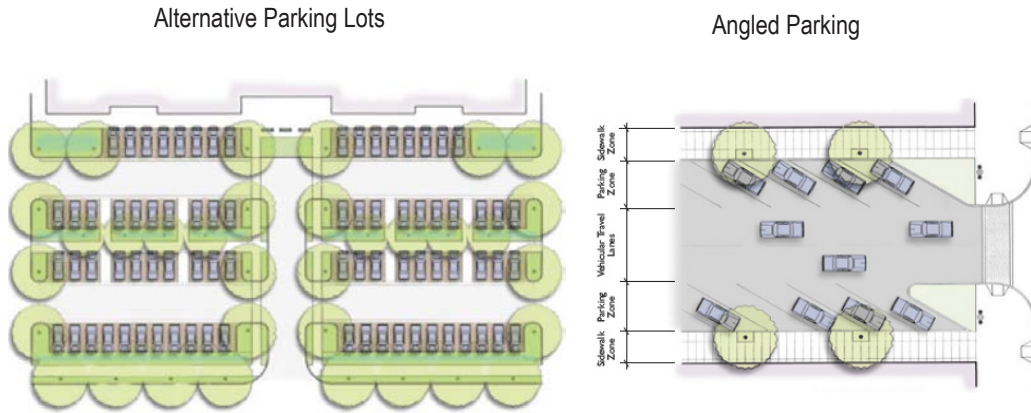 Alternative Parking Lots
Angled Parking
Sidewalk
Zone
Parking
Zone
Vehicular Travel
Lanes
Parking
Zone
Sidewalk
Zone